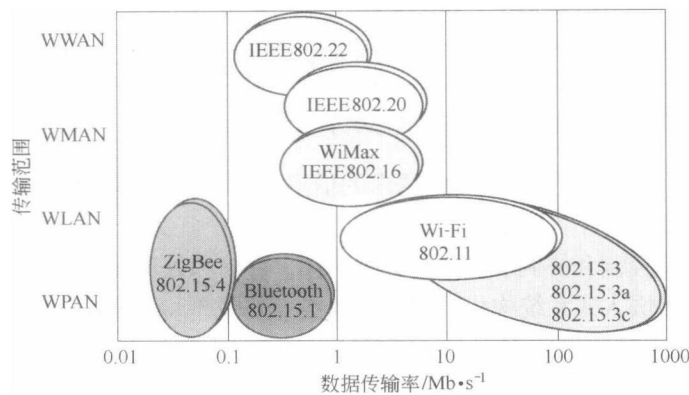 WWAN
IEEE802.22
IEEE802.20
WMAN
WiMax
IEEE802.16
传输范围
WLAN
Wi-Fi
802.11
ZigBee
802.15.4
Bluetooth
802.15.1
802.15.3
802.15.3a
802.15.3c
WPAN
0.01
0.1
1
10
100
1000
数据传输率/Mb•s⁻¹